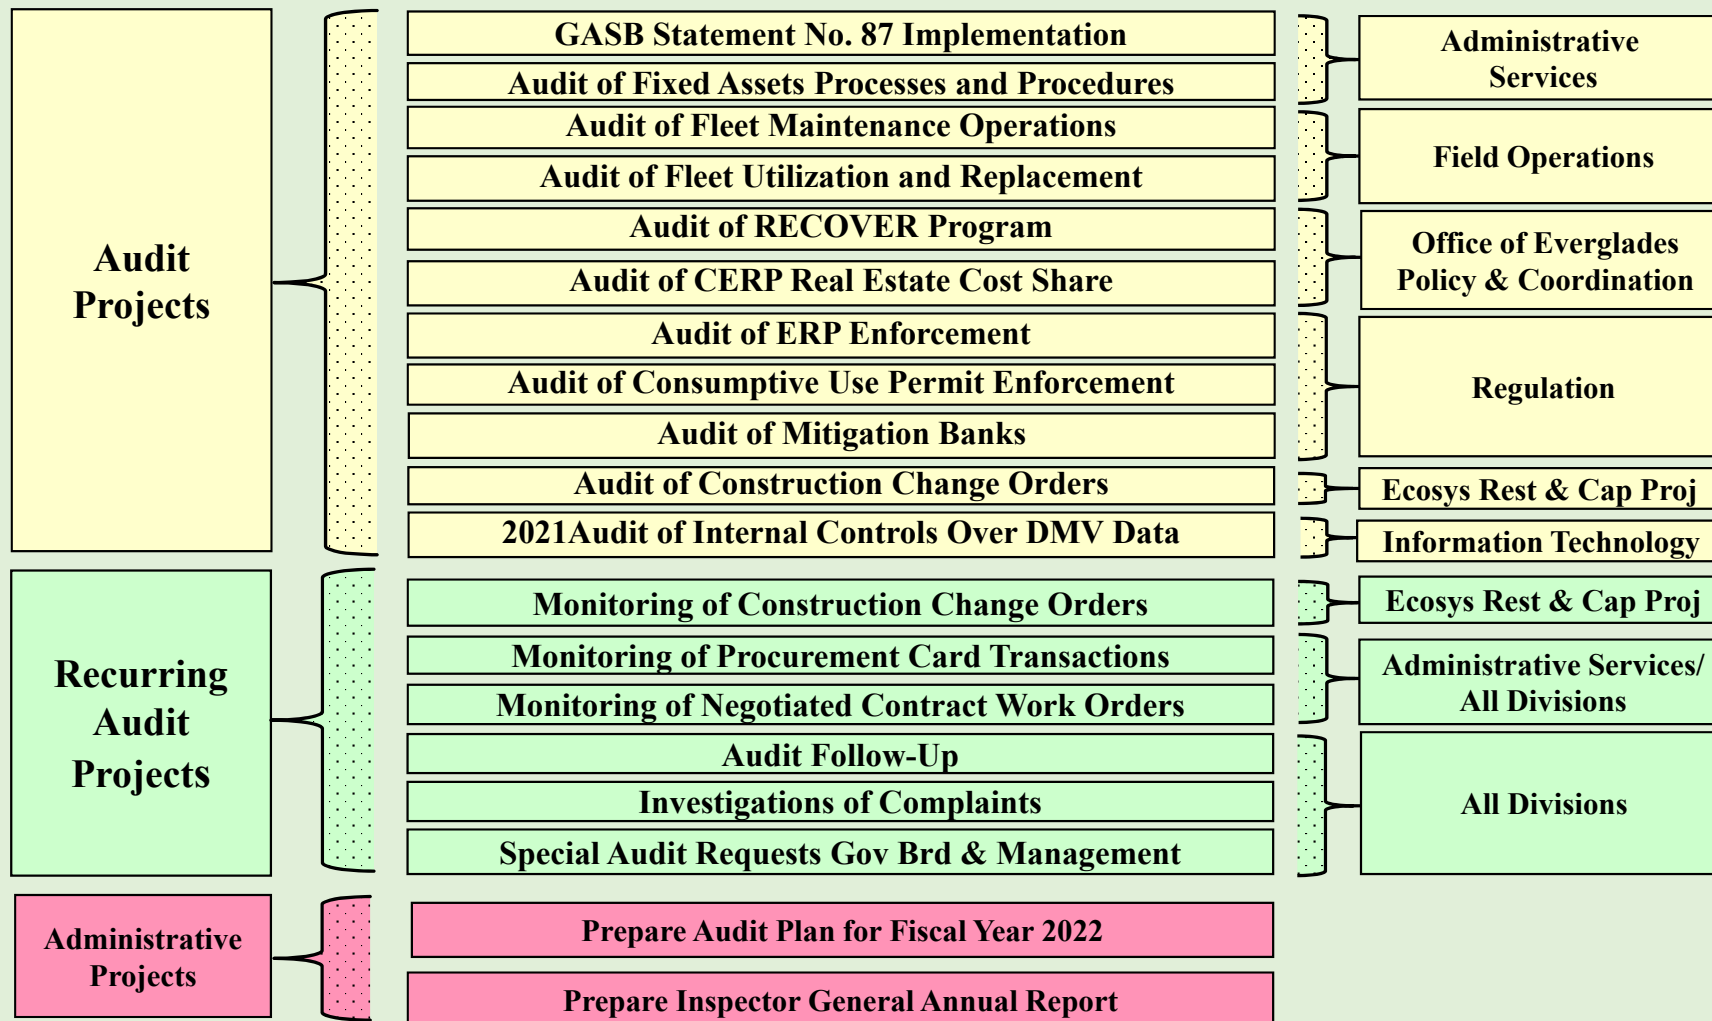 Audit
Projects
GASB Statement No. 87 Implementation
Audit of Fixed Assets Processes and Procedures
Audit of Fleet Maintenance Operations
Audit of Fleet Utilization and Replacement
Audit of RECOVER Program
Audit of CERP Real Estate Cost Share
Audit of ERP Enforcement
Audit of Consumptive Use Permit Enforcement
Audit of Mitigation Banks
Audit of Construction Change Orders
2021Audit of Internal Controls Over DMV Data
Administrative
Services
Field Operations
Office of Everglades
Policy & Coordination
Regulation
Ecosys Rest & Cap Proj
Information Technology
Recurring
Audit
Projects
Monitoring of Construction Change Orders
Monitoring of Procurement Card Transactions
Monitoring of Negotiated Contract Work Orders
Audit Follow-Up
Investigations of Complaints
Special Audit Requests Gov Brd & Management
Ecosys Rest & Cap Proj
Administrative Services/
All Divisions
All Divisions
Administrative
Projects
Prepare Audit Plan for Fiscal Year 2022
Prepare Inspector General Annual Report